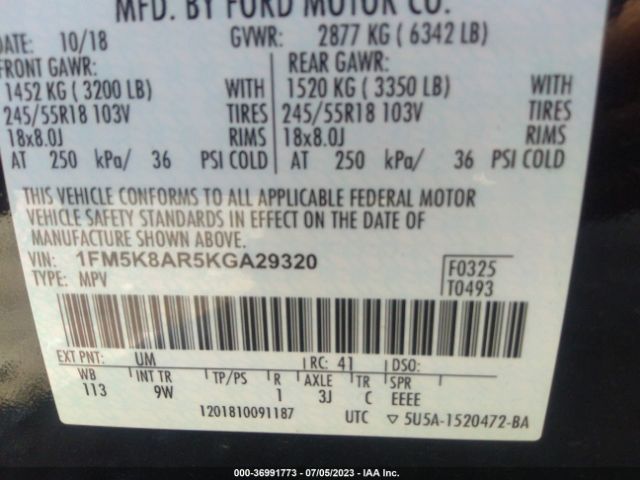 MFD. BY FORD MOTOR CO.
DATE: 10/18 GVWR: 2877 KG ( 6342 LB)
FRONT GAWR: REAR GAWR:
1452 KG ( 3200 LB) WITH 1520 KG ( 3350 LB) WITH
245/55R18 103V TIRES 245/55R18 103V TIRES
18x8.0J RIMS 18x8.0J RIMS
AT 250 kPa/ 36 PSI COLD AT 250 kPa/ 36 PSI COLD
THIS VEHICLE CONFORMS TO ALL APPLICABLE FEDERAL MOTOR
VEHICLE SAFETY STANDARDS IN EFFECT ON THE DATE OF
MANUFACTURE SHOWN ABOVE.
VIN: 1FM5K8AR5KGA29320
TYPE: MPV
F0325
T0493
EXT PNT: UM RC: 41 DSO:
WB INT TR TP/PS R AXLE TR SPR
113 9W 1 3J C EEEE
1201810091187 UTC ▽5U5A-1520472-BA
000-36991773 - 07/05/2023 - IAA Inc.